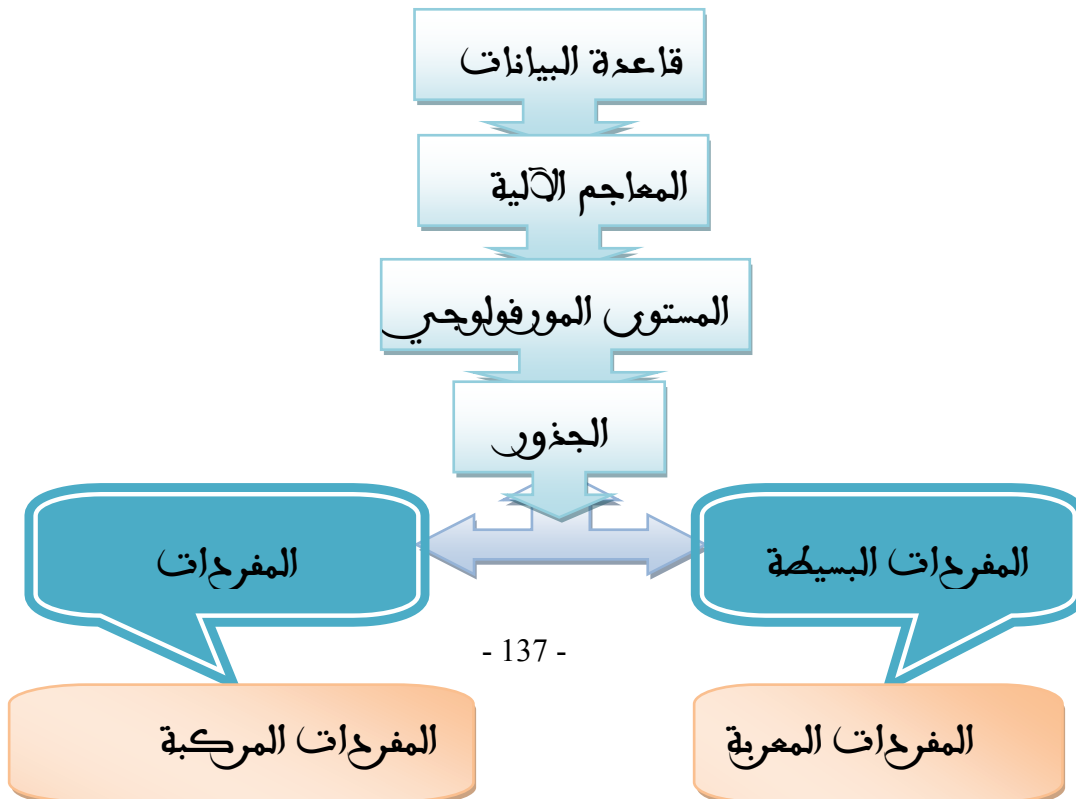 قاعدة البيانات
المعاجم الآلية
المستوى المورفولوجي
الجذور
المفردات البسيطة
المفردات
- 137 -
المفردات المعربة
المفردات المركبة